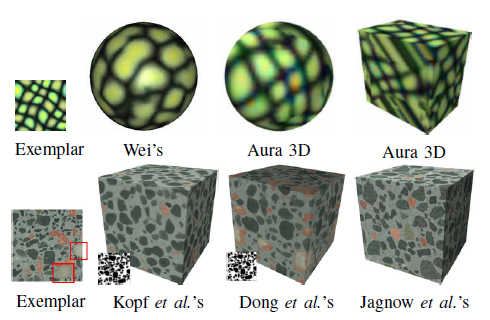 Exemplar Wei's Aura 3D Aura 3D
Exemplar Kopf et al.'s Dong et al.'s Jagnow et al.'s